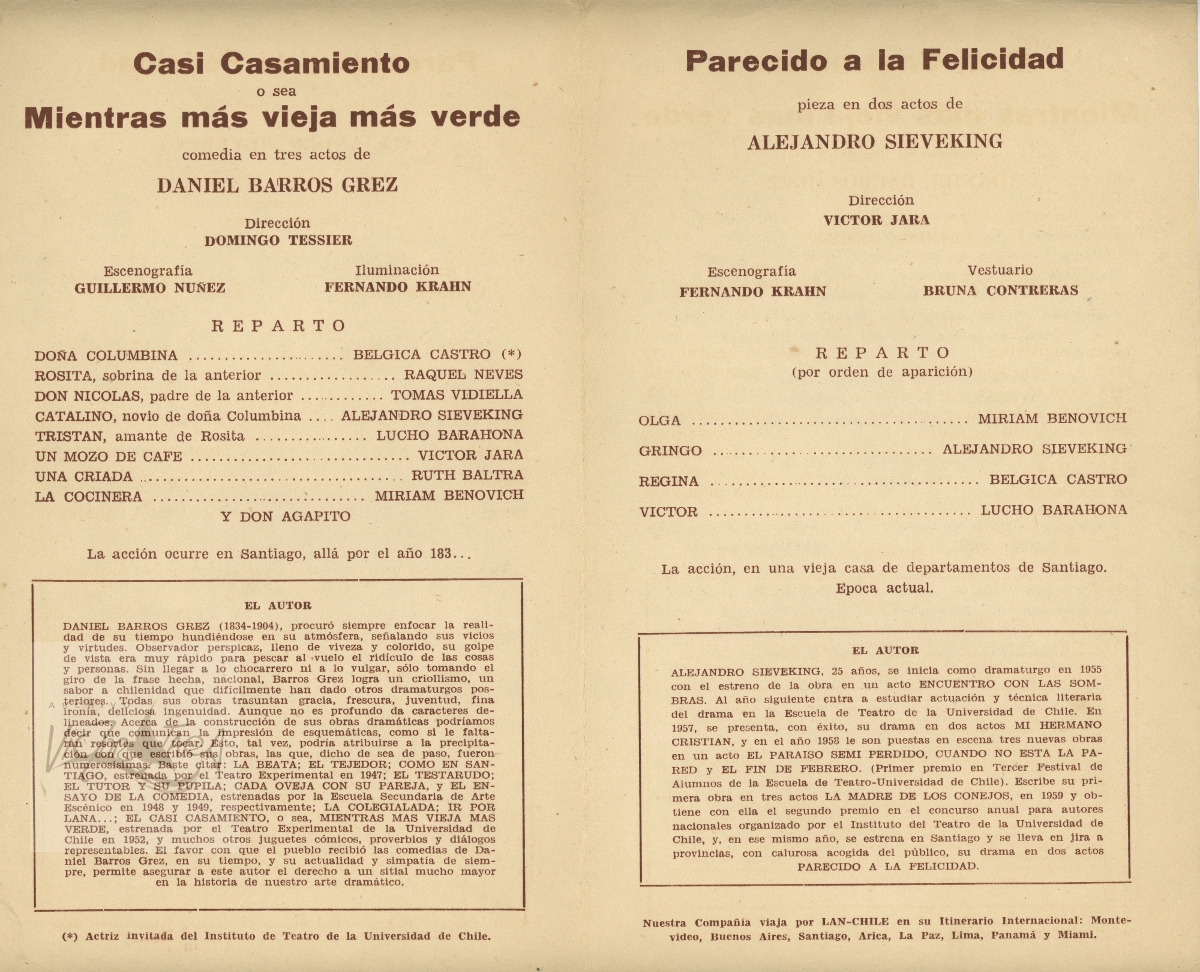 Casi Casamiento
o sea
Mientras más vieja más verde
comedia en tres actos de
DANIEL BARROS GREZ
Dirección
DOMINGO TESSIER
Escenografía
GUILLERMO NUÑEZ
Iluminación
FERNANDO KRAHN
REPARTO
DOÑA COLUMBINA ...................... BELGICA CASTRO (*)
ROSITA, sobrina de la anterior .................. RAQUEL NEVES
DON NICOLAS, padre de la anterior ............ TOMAS VIDIELLA
CATALINO, novio de doña Columbina .... ALEJANDRO SIEVEKING
TRISTAN, amante de Rosita ................ LUCHO BARAHONA
UN MOZO DE CAFE ............................... VICTOR JARA
UNA CRIADA ..................................... RUTH BALTRA
LA COCINERA .................................. MIRIAM BENOVICH
Y DON AGAPITO
La acción ocurre en Santiago, allá por el año 183...
EL AUTOR
DANIEL BARROS GREZ (1834-1904), procuró siempre enfocar la reali-
dad de su tiempo hundiéndose en su atmósfera, señalando sus vicios
y virtudes. Observador perspicaz, lleno de viveza y colorido, su golpe
de vista era muy rápido para pescar al vuelo el ridículo de las cosas
y personas. Sin llegar a lo chocarrero ni a lo vulgar, sólo tomando el
giro de la frase hecha, nacional, Barros Grez logra un criollismo, un
sabor a chilenidad que difícilmente han dado otros dramaturgos pos-
teriores. Todas sus obras trasuntan gracia, frescura, juventud, fina
ironía, deliciosa ingenuidad. Aunque no es profundo da caracteres de-
lineados. Acerca de la construcción de sus obras dramáticas podríamos
decir que comunican la impresión de esquemáticas, como si le falta-
ran resortes que tocar. Esto, tal vez, podría atribuirse a la precipita-
ción con que escribió sus obras, las que, dicho de sea de paso, fueron
numerosísimas. Baste citar: LA BEATA; EL TEJEDOR; COMO EN SAN-
TIAGO, estrenada por el Teatro Experimental en 1947; EL TESTARUDO;
EL TUTOR Y SU PUPILA; CADA OVEJA CON SU PAREJA, y EL EN-
SAYO DE LA COMEDIA, estrenadas por la Escuela Secundaria de Arte
Escénico en 1948 y 1949, respectivamente; LA COLEGIALADA; IR POR
LANA...; EL CASI CASAMIENTO, o sea, MIENTRAS MAS VIEJA MAS
VERDE, estrenada por el Teatro Experimental de la Universidad de
Chile en 1952, y muchos otros juguetes cómicos, proverbios y diálogos
representables. El favor con que el pueblo recibió las comedias de Da-
niel Barros Grez, en su tiempo, y su actualidad y simpatía de siem-
pre, permite asegurar a este autor el derecho a un sitial mucho mayor
en la historia de nuestro arte dramático.
(*) Actriz invitada del Instituto de Teatro de la Universidad de Chile.
Parecido a la Felicidad
pieza en dos actos de
ALEJANDRO SIEVEKING
Dirección
VICTOR JARA
Escenografía
FERNANDO KRAHN
Vestuario
BRUNA CONTRERAS
REPARTO
(por orden de aparición)
OLGA ...................................... MIRIAM BENOVICH
GRINGO .............................. ALEJANDRO SIEVEKING
REGINA ..................................... BELGICA CASTRO
VICTOR .................................... LUCHO BARAHONA
La acción, en una vieja casa de departamentos de Santiago.
Epoca actual.
EL AUTOR
ALEJANDRO SIEVEKING, 25 años, se inicia como dramaturgo en 1955
con el estreno de la obra en un acto ENCUENTRO CON LAS SOM-
BRAS. Al año siguiente entra a estudiar actuación y técnica literaria
del drama en la Escuela de Teatro de la Universidad de Chile. En
1957, se presenta, con éxito, su drama en dos actos MI HERMANO
CRISTIAN, y en el año 1958 le son puestas en escena tres nuevas obras
en un acto EL PARAISO SEMI PERDIDO, CUANDO NO ESTA LA PA-
RED y EL FIN DE FEBRERO. (Primer premio en Tercer Festival de
Alumnos de la Escuela de Teatro-Universidad de Chile). Escribe su pri-
mera obra en tres actos LA MADRE DE LOS CONEJOS, en 1959 y ob-
tiene con ella el segundo premio en el concurso anual para autores
nacionales organizado por el Instituto del Teatro de la Universidad de
Chile, y, en ese mismo año, se estrena en Santiago y se lleva en jira a
provincias, con calurosa acogida del público, su drama en dos actos
PARECIDO A LA FELICIDAD.
Nuestra Compañía viaja por LAN-CHILE en su Itinerario Internacional: Monte-
video, Buenos Aires, Santiago, Arica, La Paz, Lima, Panamá y Miami.